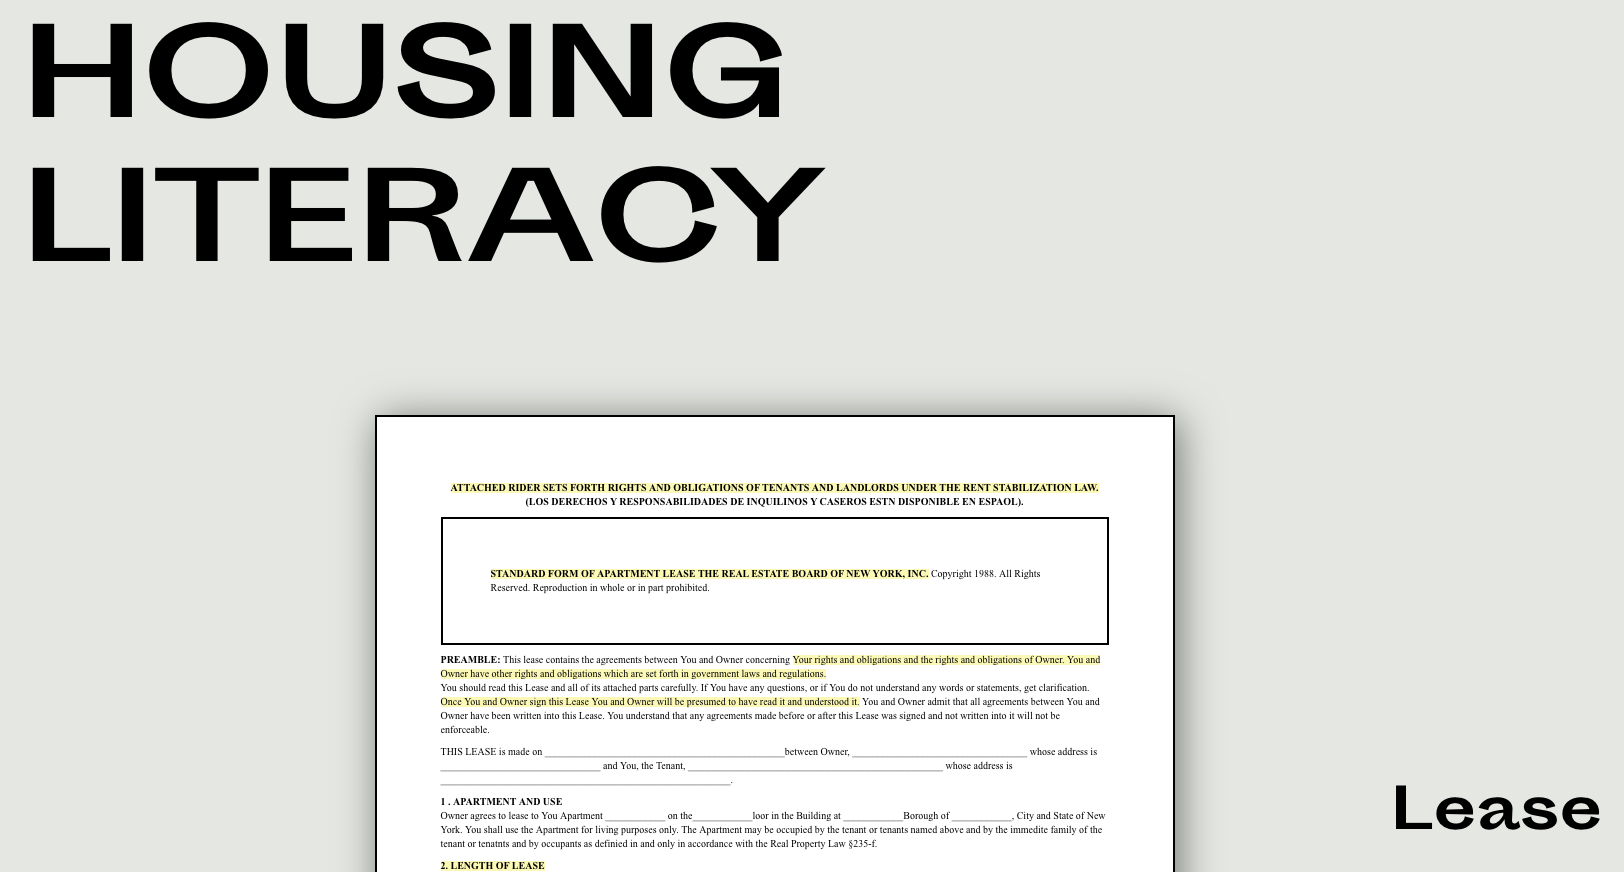 HOUSING
LITERACY
ATTACHED RIDER SETS FORTH RIGHTS AND OBLIGATIONS OF TENANTS AND LANDLORDS UNDER THE RENT STABILIZATION LAW.
(LOS DERECHOS Y RESPONSABILIDADES DE INQUILINOS Y CASEROS ESTN DISPONIBLE EN ESPAOL).
STANDARD FORM OF APARTMENT LEASE THE REAL ESTATE BOARD OF NEW YORK, INC. Copyright 1988. All Rights
Reserved. Reproduction in whole or in part prohibited.
PREAMBLE: This lease contains the agreements between You and Owner concerning Your rights and obligations and the rights and obligations of Owner. You and
Owner have other rights and obligations which are set forth in government laws and regulations.
You should read this Lease and all of its attached parts carefully. If You have any questions, or if You do not understand any words or statements, get clarification.
Once You and Owner sign this Lease You and Owner will be presumed to have read it and understood it. You and Owner admit that all agreements between You and
Owner have been written into this Lease. You understand that any agreements made before or after this Lease was signed and not written into it will not be
enforceable.
THIS LEASE is made on ________________________________________________between Owner, ___________________________________ whose address is
________________________________ and You, the Tenant, ___________________________________________________ whose address is
__________________________________________________________.
1 . APARTMENT AND USE
Owner agrees to lease to You Apartment ____________ on the____________loor in the Building at ____________Borough of ____________, City and State of New
York. You shall use the Apartment for living purposes only. The Apartment may be occupied by the tenant or tenants named above and by the immedite family of the
tenant or tenatnts and by occupants as definied in and only in accordance with the Real Property Law §235-f.
2. LENGTH OF LEASE
Lease